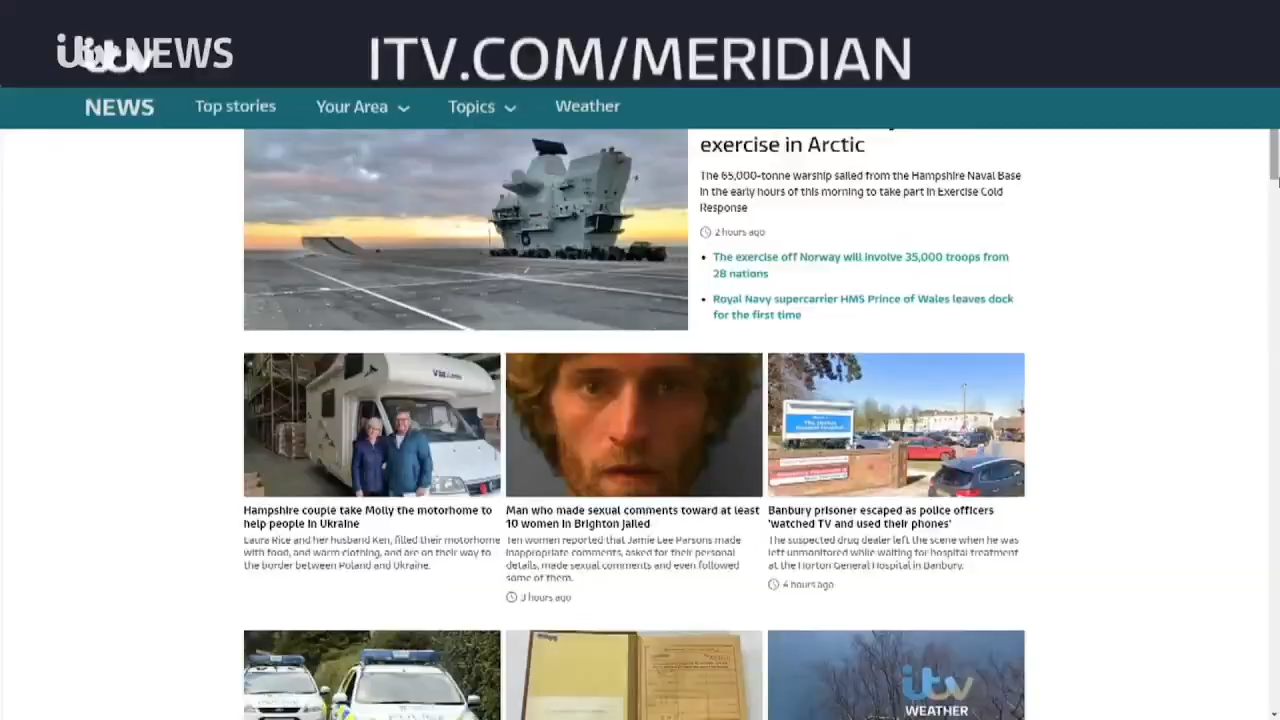 itv NEWS
ITV.COM/MERIDIAN
NEWS Top stories Your Area Topics Weather
exercise in Arctic
The 65,000-tonne warship sailed from the Hampshire Naval Base
in the early hours of this morning to take part in Exercise Cold
Response
2 hours ago
• The exercise off Norway will involve 35,000 troops from
28 nations
• Royal Navy supercarrier HMS Prince of Wales leaves dock
for the first time
Hampshire couple take Molly the motorhome to
help people in Ukraine
Laura Rice and her husband Ken, filled their motorhome
with food, and warm clothing, and are on their way to
the border between Poland and Ukraine.
Man who made sexual comments toward at least
10 women in Brighton jailed
Ten women reported that Jamie Lee Parsons made
inappropriate comments, asked for their personal
details, made sexual comments and even followed
some of them.
3 hours ago
Banbury prisoner escaped as police officers
'watched TV and used their phones'
The suspected drug dealer left the scene when he was
left unmonitored while waiting for hospital treatment
at the Horton General Hospital in Banbury.
4 hours ago
POLICE
itv
WEATHER